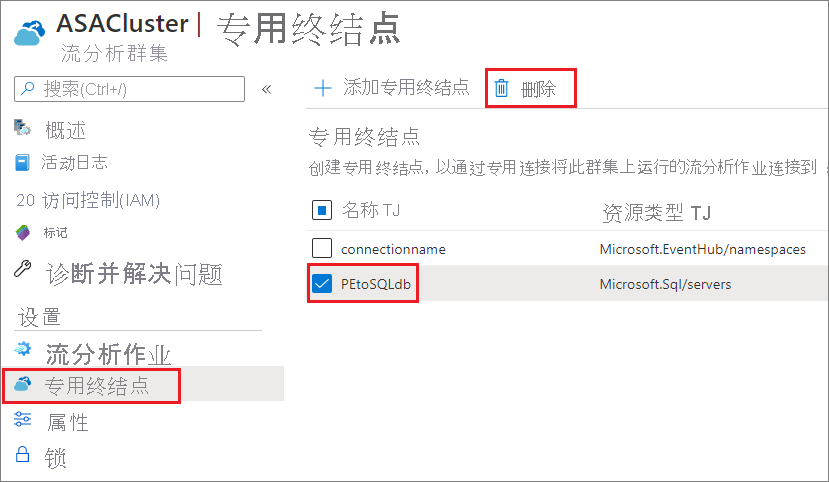 ASACluster | 专用终结点
流分析群集
搜索(Ctrl+/) «
概述
活动日志
20 访问控制(IAM)
标记
诊断并解决问题
设置
流分析作业
专用终结点
属性
锁
添加专用终结点 删除
专用终结点
创建专用终结点, 以通过专用连接将此群集上运行的流分析作业连接到
名称 TJ 资源类型 TJ
connectionname Microsoft.EventHub/namespaces
PEtoSQLdb Microsoft.Sql/servers